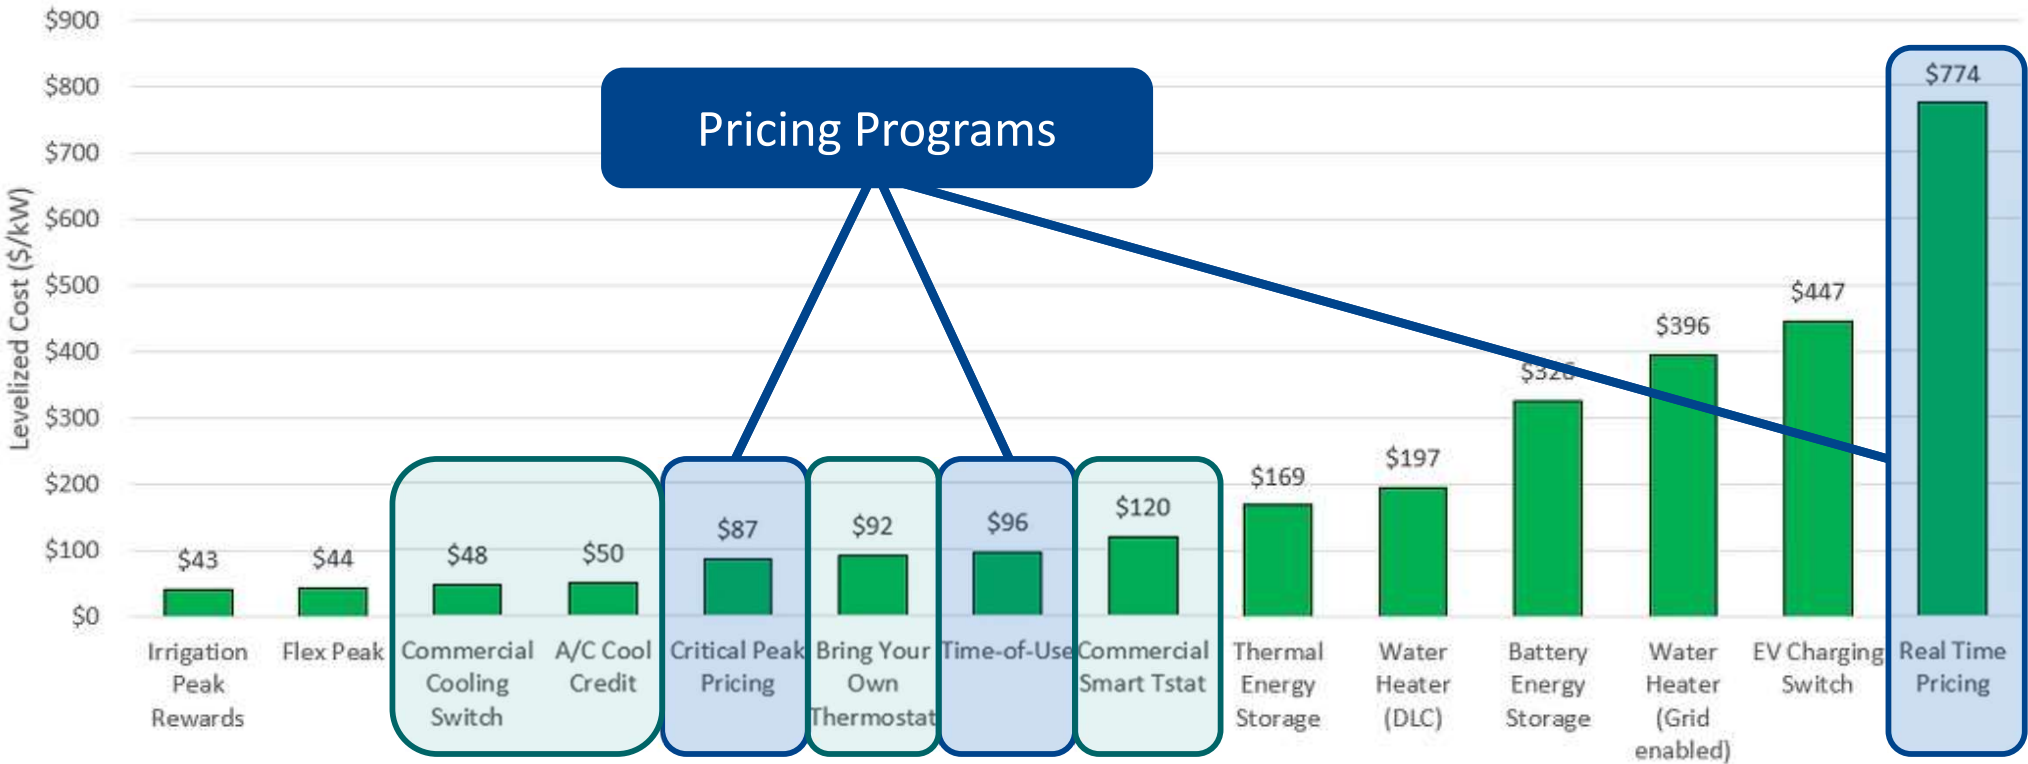 $900
$800
$700
$600
$500
$400
$300
$200
$100
$0
Levelized Cost ($/kW)
Pricing Programs
$43
$44
$48
$50
$87
$92
$96
$120
$169
$197
$396
$447
$774
Irrigation
Peak
Rewards
Flex Peak
Commercial
Cooling
Switch
A/C Cool
Credit
Critical Peak
Pricing
Bring Your
Own
Thermostat
Time-of-Use
Commercial
Smart Tstat
Thermal
Energy
Storage
Water
Heater
(DLC)
Battery
Energy
Storage
Water
Heater
(Grid
enabled)
EV Charging
Switch
Real Time
Pricing